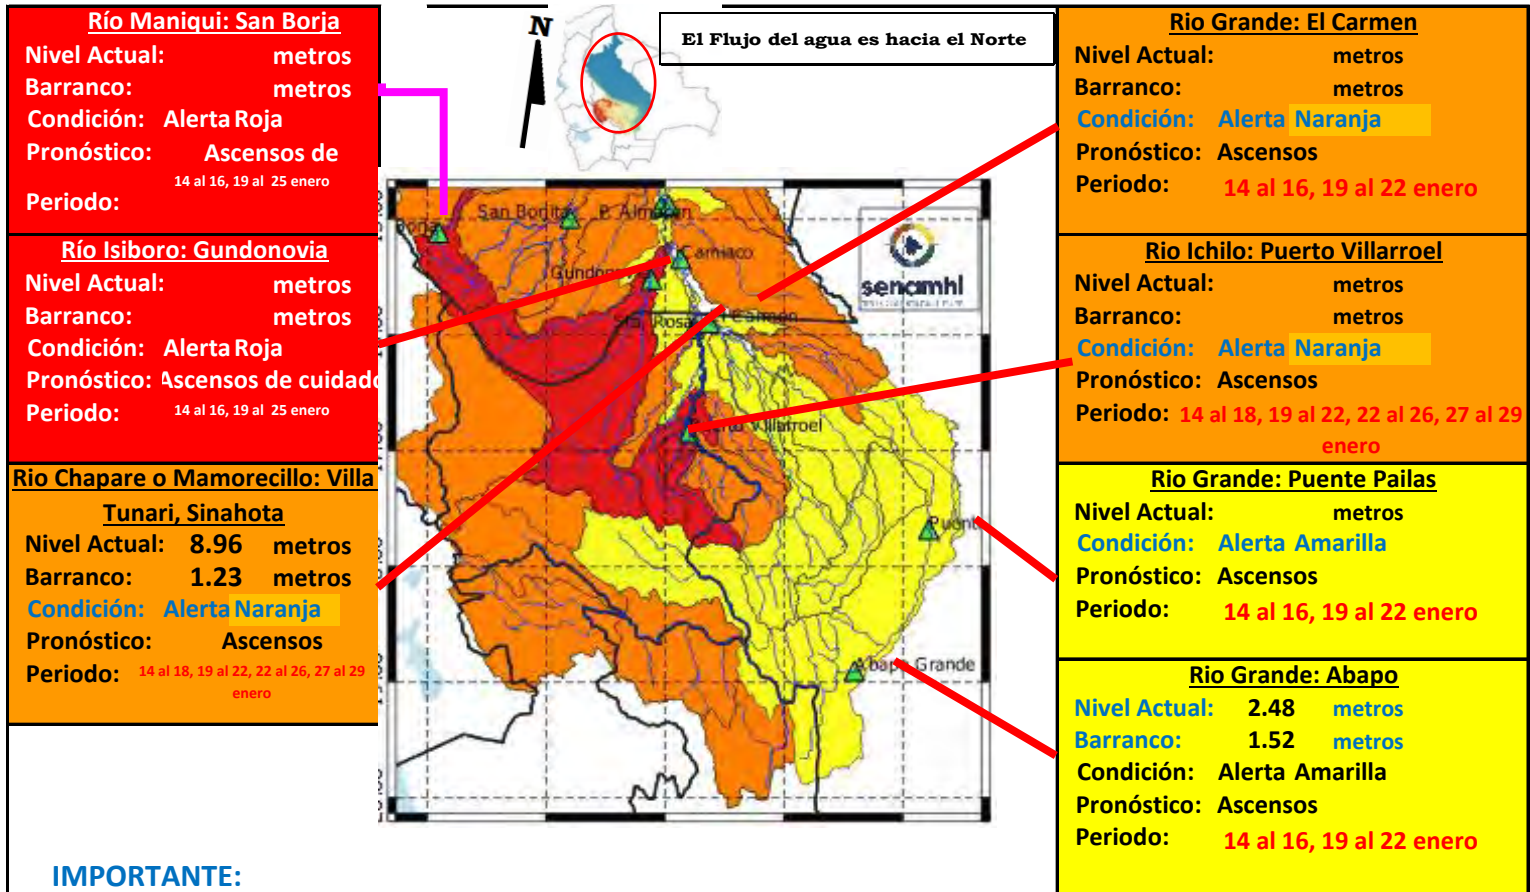 Río Maniqui: San Borja
Nivel Actual: metros
Barranco: metros
Condición: Alerta Roja
Pronóstico: Ascensos de
14 al 16, 19 al 25 enero
Periodo:
Río Isiboro: Gundonovia
Nivel Actual: metros
Barranco: metros
Condición: Alerta Roja
Pronóstico: Ascensos de cuidado
Periodo: 14 al 16, 19 al 25 enero
Rio Chapare o Mamorecillo: Villa
Tunari, Sinahota
Nivel Actual: 8.96 metros
Barranco: 1.23 metros
Condición: Alerta Naranja
Pronóstico: Ascensos
Periodo: 14 al 18, 19 al 22, 22 al 26, 27 al 29
enero
IMPORTANTE:
N
El Flujo del agua es hacia el Norte
San Borjita
Camiaco
senamhi
Sta. Rosa
Villarroel
Abapo Grande
Rio Grande: El Carmen
Nivel Actual: metros
Barranco: metros
Condición: Alerta Naranja
Pronóstico: Ascensos
Periodo: 14 al 16, 19 al 22 enero
Rio Ichilo: Puerto Villarroel
Nivel Actual: metros
Barranco: metros
Condición: Alerta Naranja
Pronóstico: Ascensos
Periodo: 14 al 18, 19 al 22, 22 al 26, 27 al 29
enero
Rio Grande: Puente Pailas
Nivel Actual: metros
Condición: Alerta Amarilla
Pronóstico: Ascensos
Periodo: 14 al 16, 19 al 22 enero
Rio Grande: Abapo
Nivel Actual: 2.48 metros
Barranco: 1.52 metros
Condición: Alerta Amarilla
Pronóstico: Ascensos
Periodo: 14 al 16, 19 al 22 enero